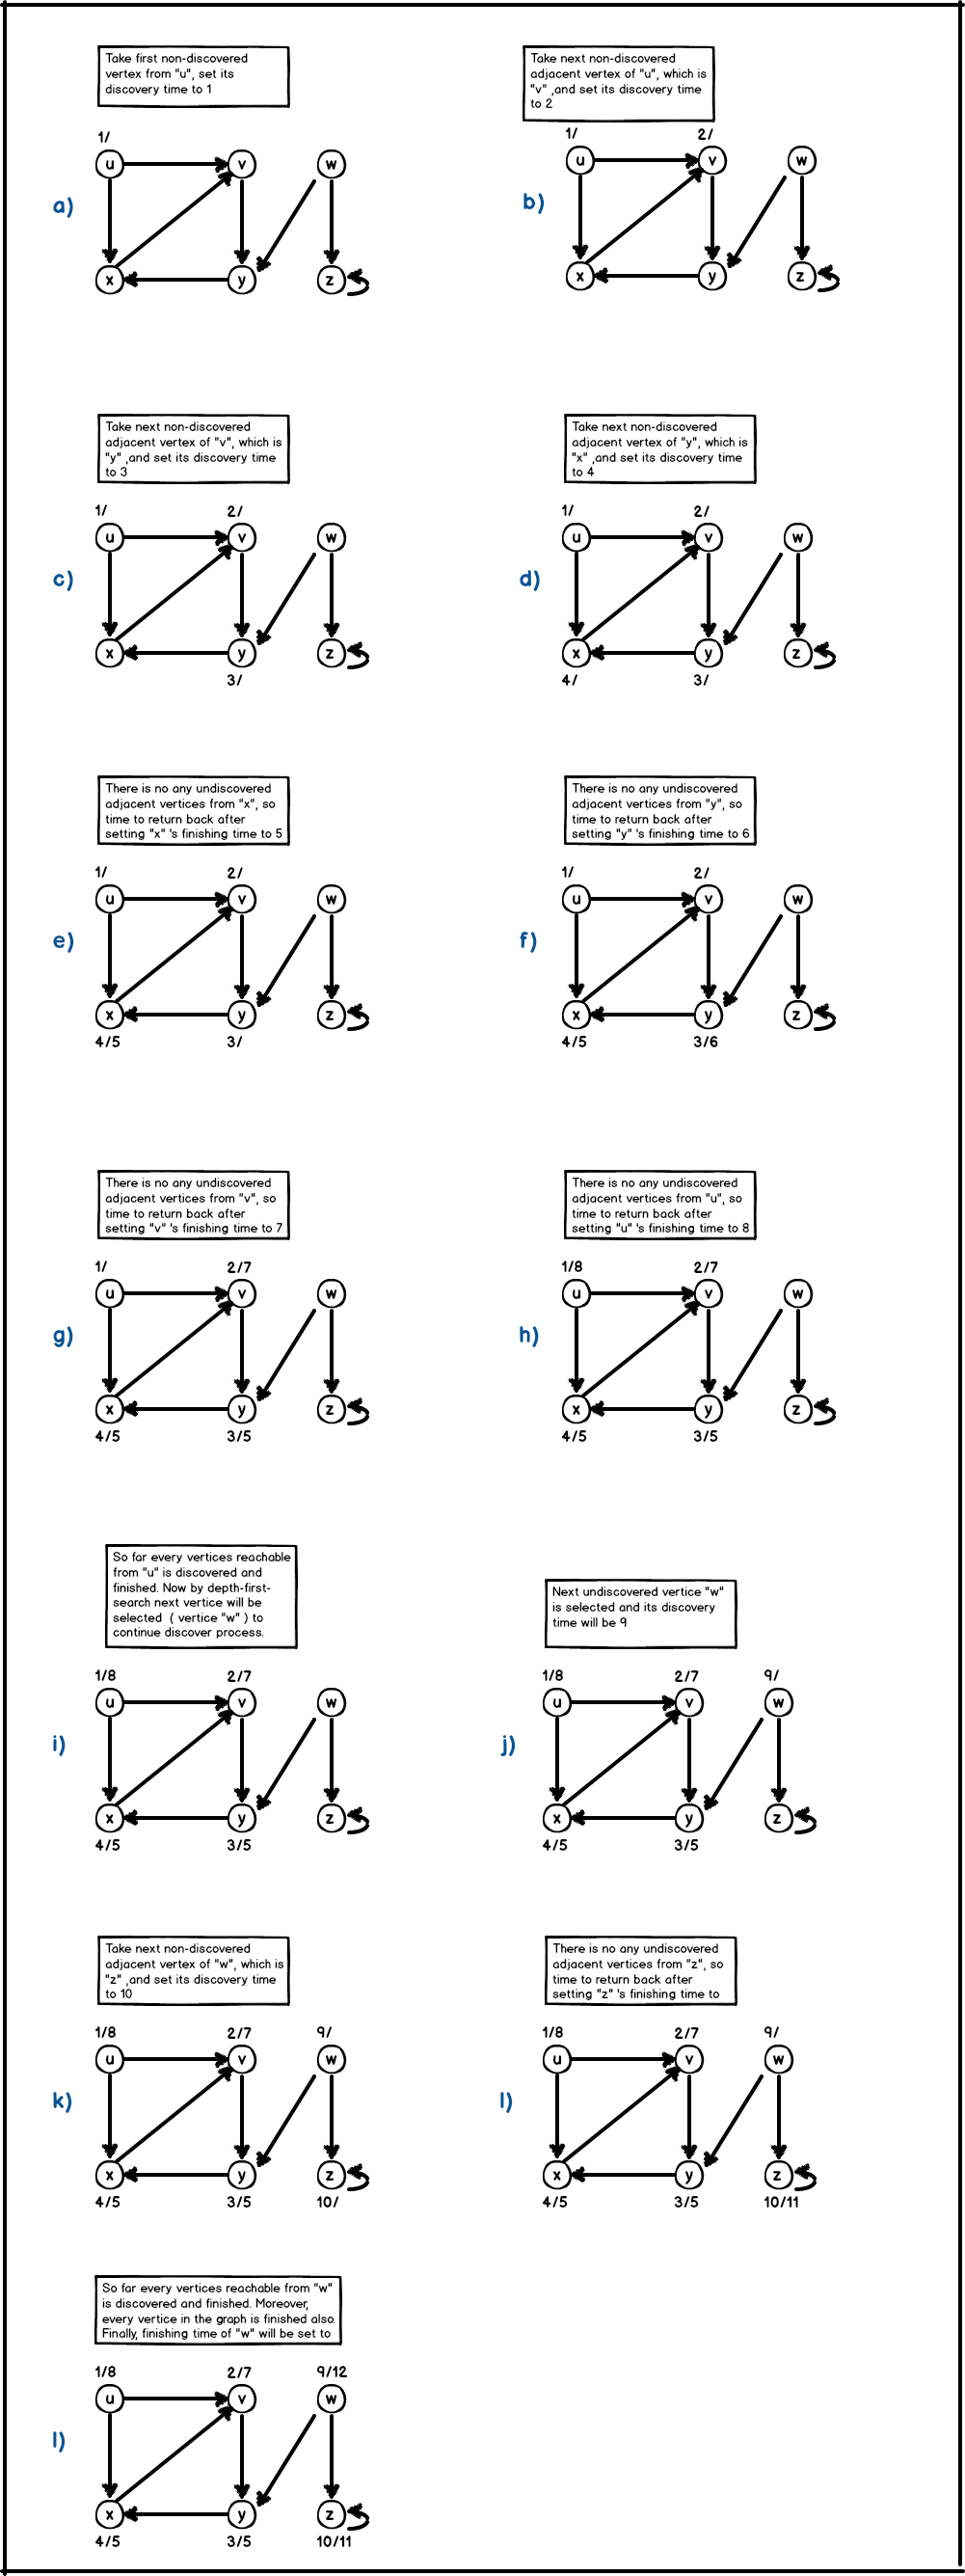 Take first non-discovered
vertex from "u", set its
discovery time to 1
1/
u v w
a)
x y z
Take next non-discovered
adjacent vertex of "u", which is
"v" ,and set its discovery time
to 2
1/ 2/
u v w
b)
x y z
Take next non-discovered
adjacent vertex of "v", which is
"y" ,and set its discovery time
to 3
1/ 2/
u v w
c)
x y z
3/
Take next non-discovered
adjacent vertex of "y", which is
"x" ,and set its discovery time
to 4
1/ 2/
u v w
d)
x y z
4/ 3/
There is no any undiscovered
adjacent vertices from "x", so
time to return back after
setting "x" 's finishing time to 5
1/ 2/
u v w
e)
x y z
4/5 3/
There is no any undiscovered
adjacent vertices from "y", so
time to return back after
setting "y" 's finishing time to 6
1/ 2/
u v w
f)
x y z
4/5 3/6
There is no any undiscovered
adjacent vertices from "v", so
time to return back after
setting "v" 's finishing time to 7
1/ 2/7
u v w
g)
x y z
4/5 3/5
There is no any undiscovered
adjacent vertices from "u", so
time to return back after
setting "u" 's finishing time to 8
1/8 2/7
u v w
h)
x y z
4/5 3/5
So far every vertices reachable
from "u" is discovered and
finished. Now by depth-first-
search next vertice will be
selected ( vertice "w" ) to
continue discover process.
1/8 2/7
u v w
i)
x y z
4/5 3/5
Next undiscovered vertice "w"
is selected and its discovery
time will be 9
1/8 2/7 9/
u v w
j)
x y z
4/5 3/5
Take next non-discovered
adjacent vertex of "w", which is
"z" ,and set its discovery time
to 10
1/8 2/7 9/
u v w
k)
x y z
4/5 3/5 10/
There is no any undiscovered
adjacent vertices from "z", so
time to return back after
setting "z" 's finishing time to
1/8 2/7 9/
u v w
l)
x y z
4/5 3/5 10/11
So far every vertices reachable from "w"
is discovered and finished. Moreover,
every vertice in the graph is finished also.
Finally, finishing time of "w" will be set to
1/8 2/7 9/12
u v w
l)
x y z
4/5 3/5 10/11